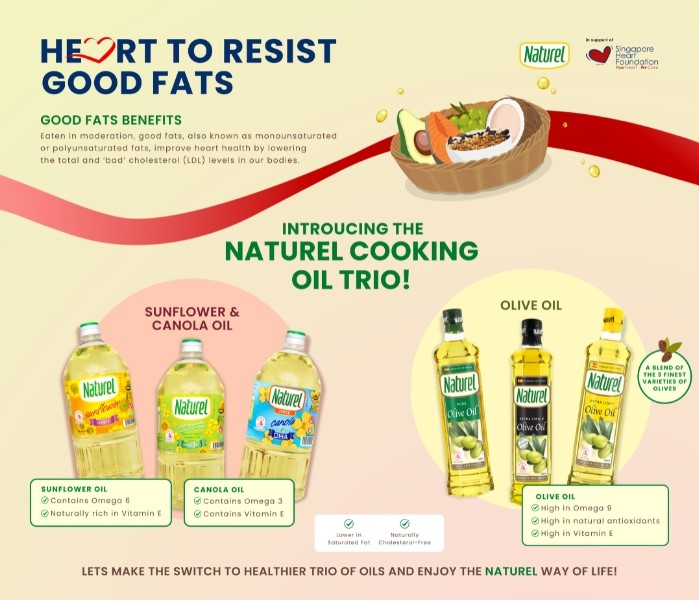 HEART TO RESIST
GOOD FATS
Naturel
in support of
Singapore
Heart
Foundation
GOOD FATS BENEFITS
Eaten in moderation, good fats, also known as monounsaturated
or polyunsaturated fats, improve heart health by lowering
the total and ‘bad’ cholesterol (LDL) levels in our bodies.
INTROUCING THE
NATUREL COOKING
OIL TRIO!
SUNFLOWER &
CANOLA OIL
OLIVE OIL
Naturel
Sunflower
Naturel
Naturel
canola
DHA
Naturel
PURE
Olive Oil
Naturel
Olive Oil
Naturel
Olive Oil
A BLEND OF
THE 3 FINEST
VARIETIES OF
OLIVES
SUNFLOWER OIL
Contains Omega 6
Naturally rich in Vitamin E
CANOLA OIL
Contains Omega 3
Contains Vitamin E
Lower in
Saturated Fat
Naturally
Cholesterol-Free
OLIVE OIL
High in Omega 9
High in natural antioxidants
High in Vitamin E
LETS MAKE THE SWITCH TO HEALTHIER TRIO OF OILS AND ENJOY THE NATUREL WAY OF LIFE!